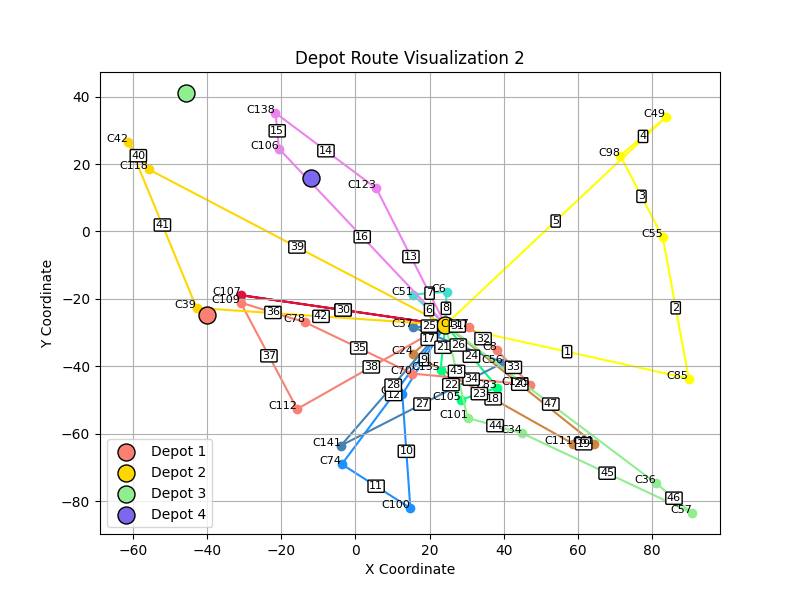 Depot Route Visualization 2
Y Coordinate
40
20
0
−20
−40
−60
−80
C138
C49
15
4
C42
14
C106
C98
40
C118
C123
3
41
5
39
16
C55
13
C107
C51
7
C6
C109
C39
36
30
6
8
2
42
C78
C37
25
17
32
35
C24
21
26
C8
1
37
38
9
24
C56
C70
33
43
34
C85
28
22
20
12
C83
23
18
C112
27
C105
47
C101
44
C34
C141
10
C111
19
C74
45
11
C36
46
C100
C57
Depot 1
Depot 2
Depot 3
Depot 4
−60
−40
−20
0
20
40
60
80
X Coordinate